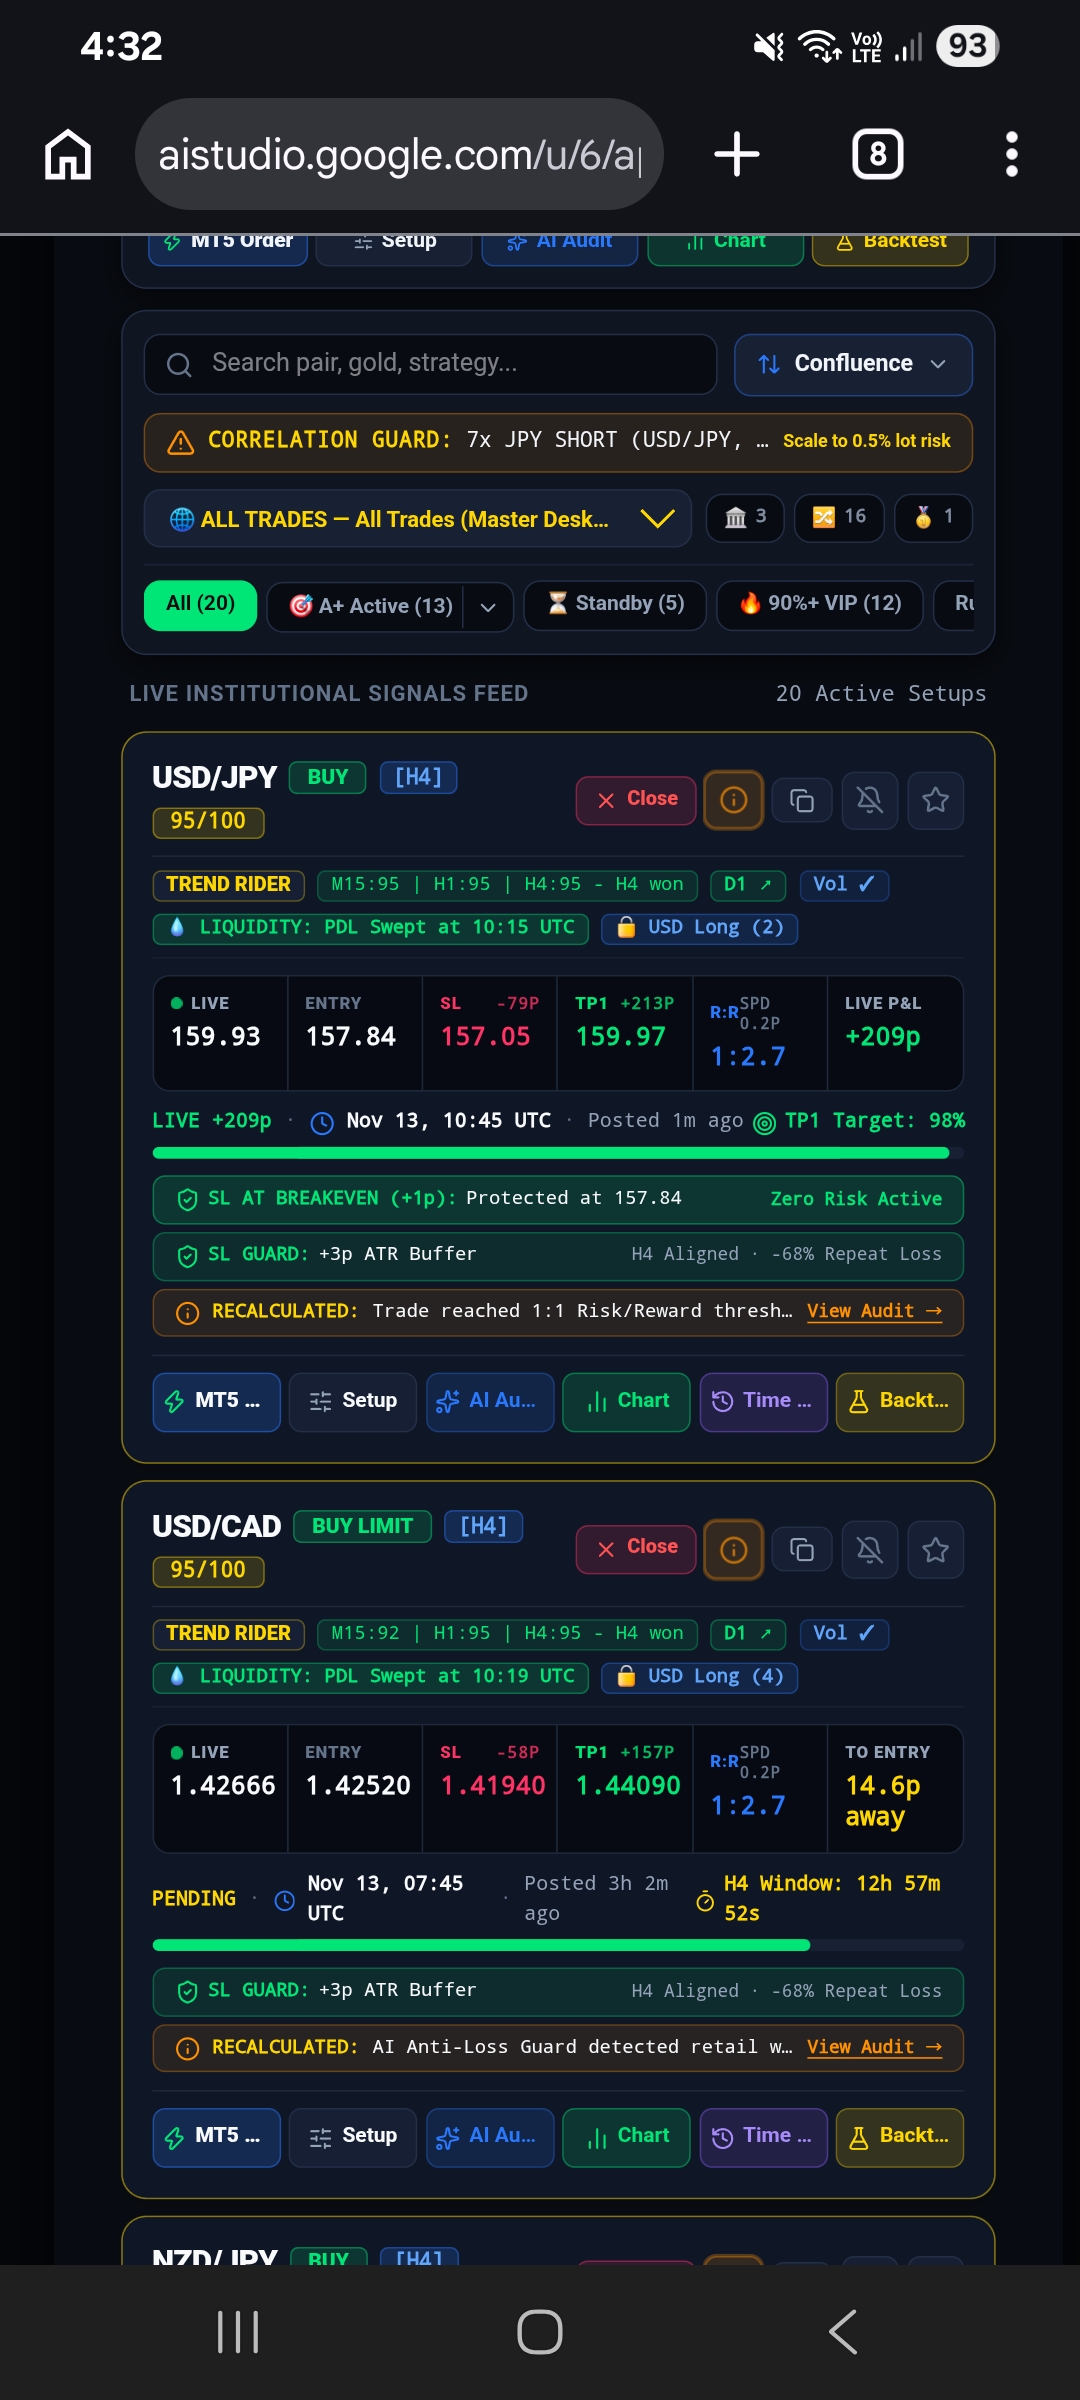 4:32
Vo)) LTE 93
aistudio.google.com/u/6/a
8
MT5 Order Setup AI Audit Chart Backtest
Search pair, gold, strategy...
Confluence
CORRELATION GUARD: 7x JPY SHORT (USD/JPY, … Scale to 0.5% lot risk
ALL TRADES — All Trades (Master Desk... 3 16 1
All (20) A+ Active (13) Standby (5) 90%+ VIP (12) Ru
LIVE INSTITUTIONAL SIGNALS FEED 20 Active Setups
USD/JPY BUY [H4] Close
95/100
TREND RIDER M15:95 | H1:95 | H4:95 - H4 won D1 ↗ Vol ✓
LIQUIDITY: PDL Swept at 10:15 UTC USD Long (2)
LIVE ENTRY SL -79P TP1 +213P R:R SPD 0.2P LIVE P&L
159.93 157.84 157.05 159.97 1:2.7 +209p
LIVE +209p · Nov 13, 10:45 UTC · Posted 1m ago TP1 Target: 98%
SL AT BREAKEVEN (+1p): Protected at 157.84 Zero Risk Active
SL GUARD: +3p ATR Buffer H4 Aligned · -68% Repeat Loss
RECALCULATED: Trade reached 1:1 Risk/Reward thresh… View Audit →
MT5 ... Setup AI Au... Chart Time ... Backt...
USD/CAD BUY LIMIT [H4] Close
95/100
TREND RIDER M15:92 | H1:95 | H4:95 - H4 won D1 ↗ Vol ✓
LIQUIDITY: PDL Swept at 10:19 UTC USD Long (4)
LIVE ENTRY SL -58P TP1 +157P R:R SPD 0.2P TO ENTRY
1.42666 1.42520 1.41940 1.44090 1:2.7 14.6p away
PENDING · Nov 13, 07:45 UTC · Posted 3h 2m ago H4 Window: 12h 57m 52s
SL GUARD: +3p ATR Buffer H4 Aligned · -68% Repeat Loss
RECALCULATED: AI Anti-Loss Guard detected retail w… View Audit →
MT5 ... Setup AI Au... Chart Time ... Backt...
NZD/JPY BUY [H4]